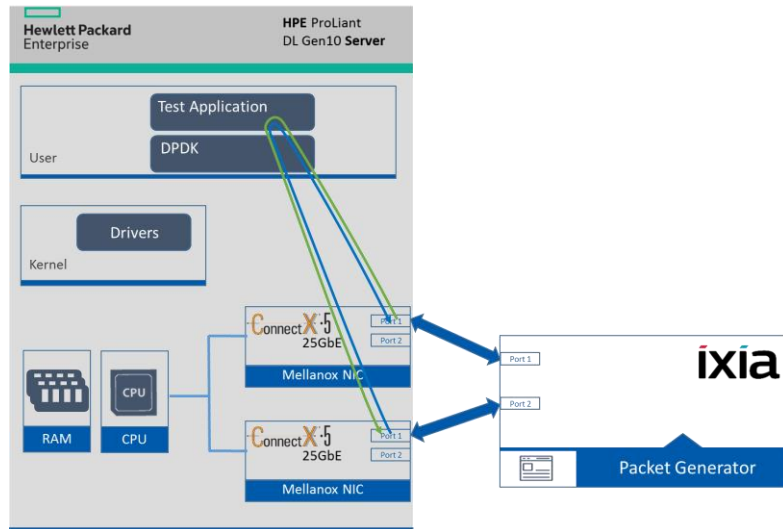 Hewlett Packard
Enterprise
HPE ProLiant
DL Gen10 Server
Test Application
DPDK
User
Drivers
Kernel
ConnectX·5
25GbE
Port 1
Port 2
Mellanox NIC
CPU
RAM
CPU
ConnectX·5
25GbE
Port 1
Port 2
Mellanox NIC
Port 1
Port 2
ixia
Packet Generator